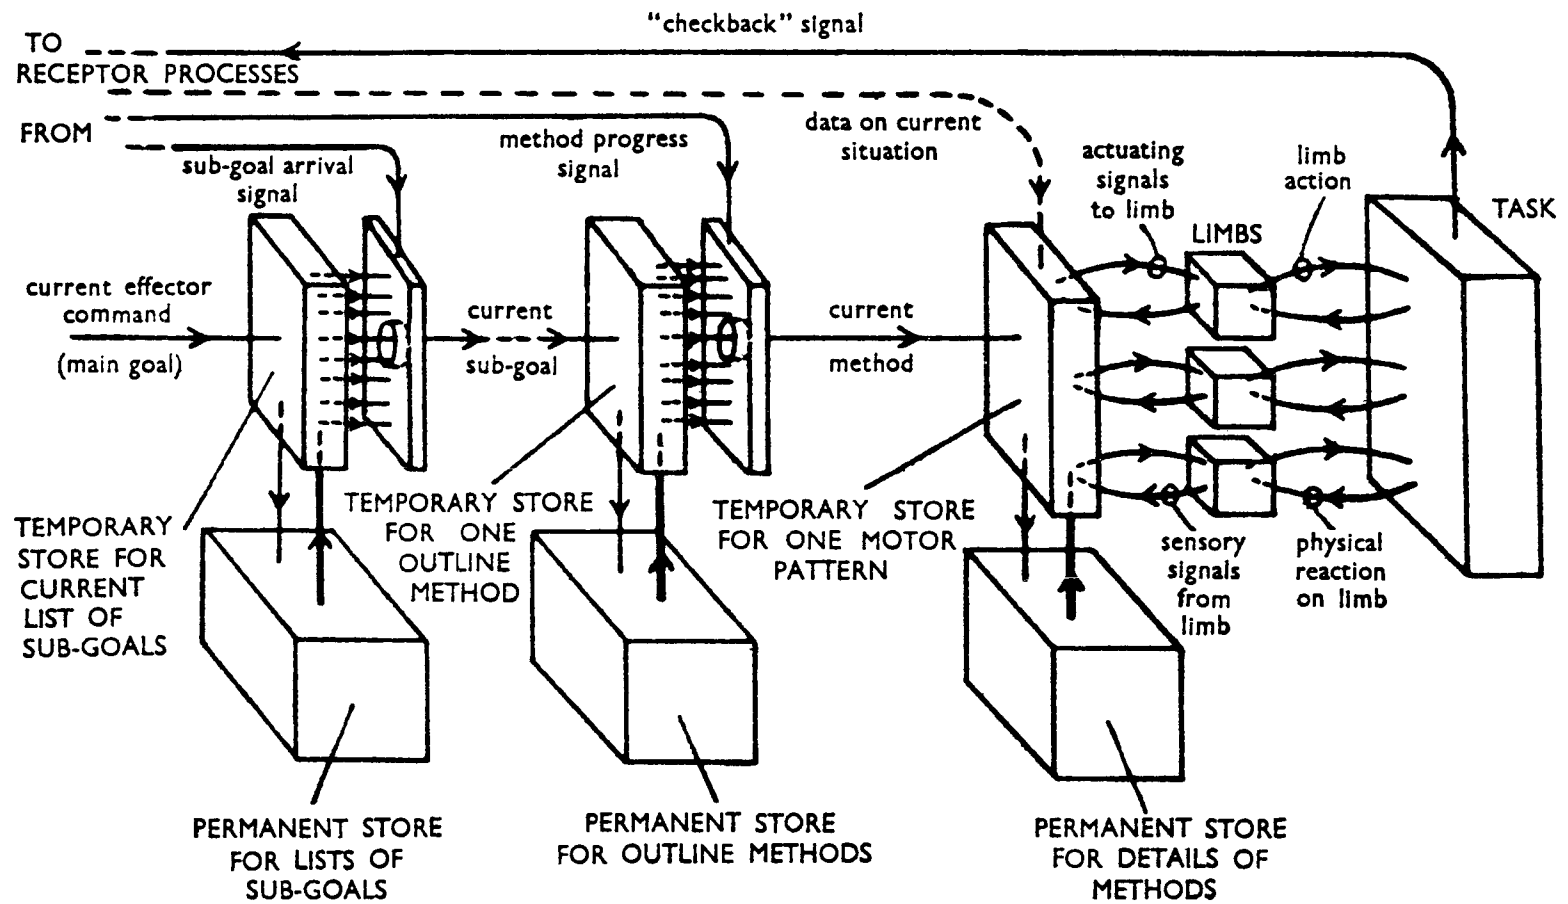 "checkback" signal
TO
RECEPTOR PROCESSES
FROM
sub-goal arrival
signal
method progress
signal
data on current
situation
actuating
signals
to limb
limb
action
LIMBS
TASK
current effector
command
(main goal)
current
sub-goal
current
method
TEMPORARY
STORE FOR
CURRENT
LIST OF
SUB-GOALS
TEMPORARY STORE
FOR ONE
OUTLINE
METHOD
TEMPORARY STORE
FOR ONE MOTOR
PATTERN
sensory
signals
from
limb
physical
reaction
on limb
PERMANENT STORE
FOR LISTS OF
SUB-GOALS
PERMANENT STORE
FOR OUTLINE METHODS
PERMANENT STORE
FOR DETAILS OF
METHODS